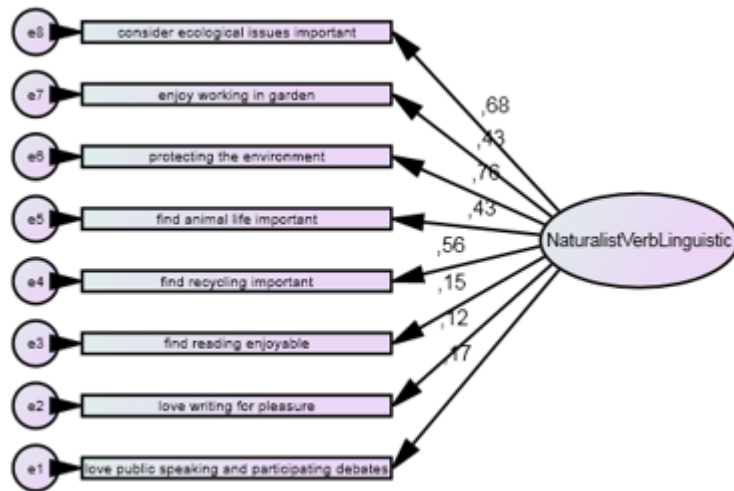 e8 consider ecological issues important
,68
e7 enjoy working in garden
,43
e6 protecting the environment
,76
e5 find animal life important
,43
NaturalistVerbLinguistic
,56
e4 find recycling important
,15
e3 find reading enjoyable
,12
,17
e2 love writing for pleasure
e1 love public speaking and participating debates